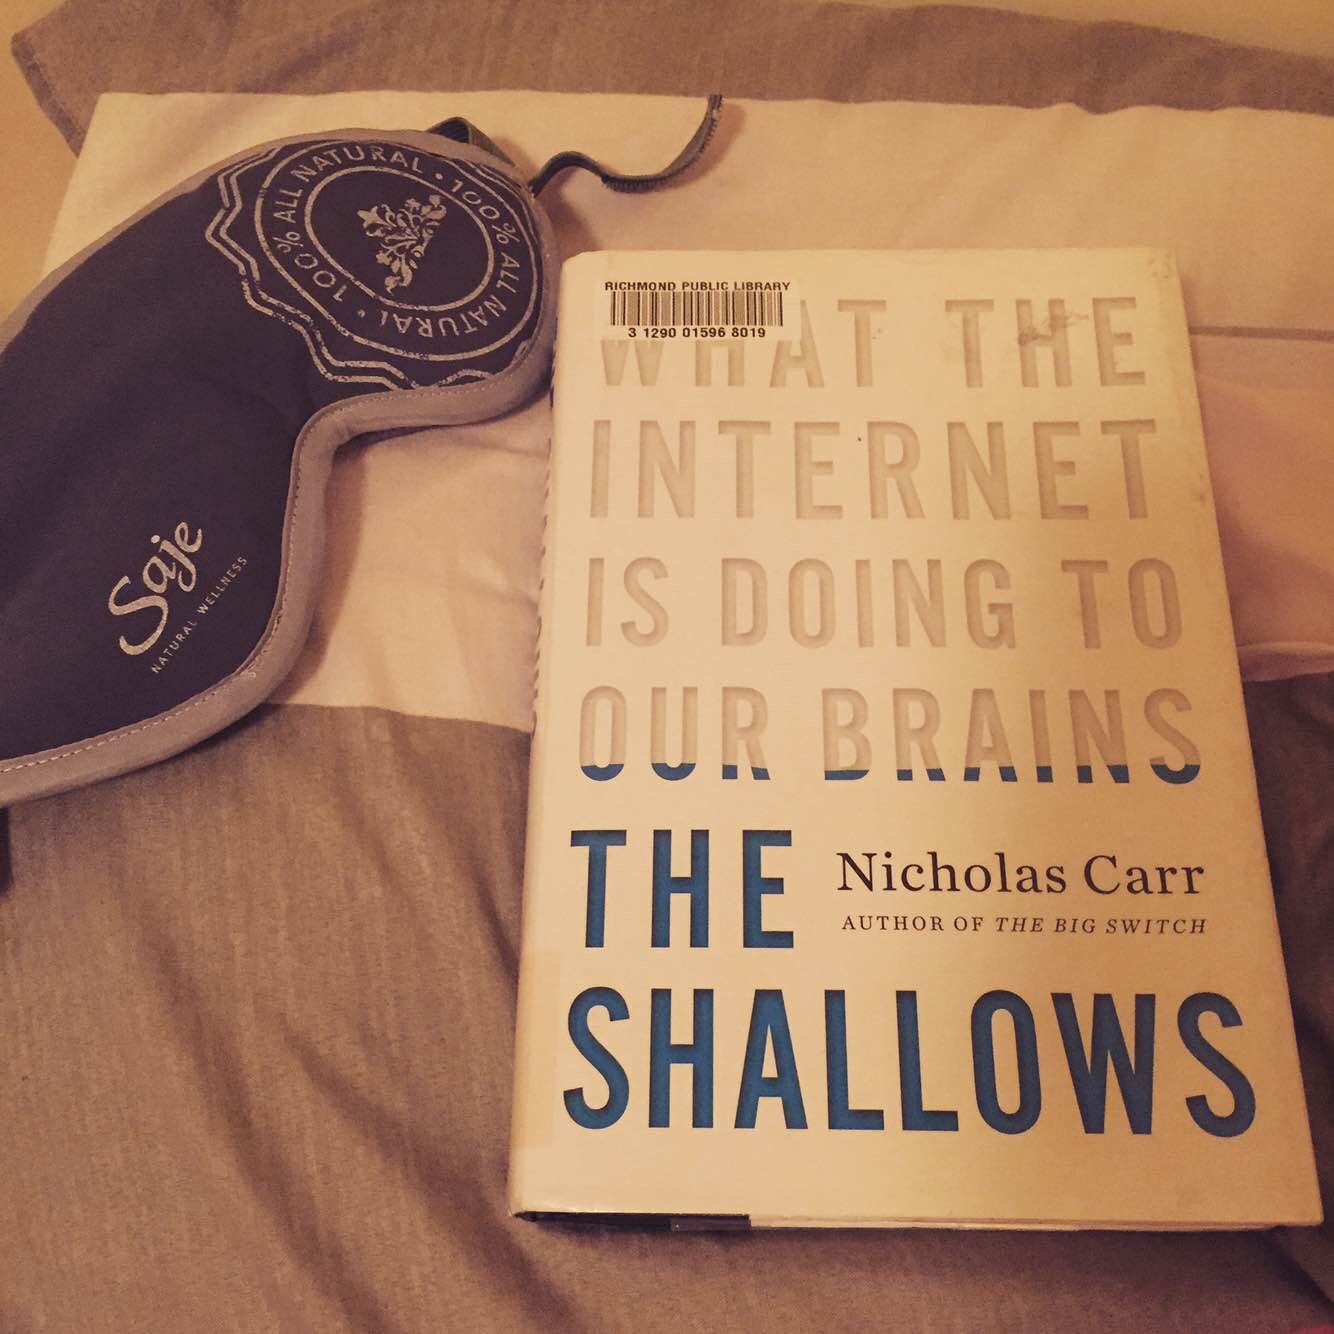 100% ALL NATURAL • 100% ALL NATURAL •
Saje
NATURAL WELLNESS
RICHMOND PUBLIC LIBRARY
3 1290 01596 8019
WHAT THE
INTERNET
IS DOING TO
OUR BRAINS
THE
Nicholas Carr
AUTHOR OF THE BIG SWITCH
SHALLOWS